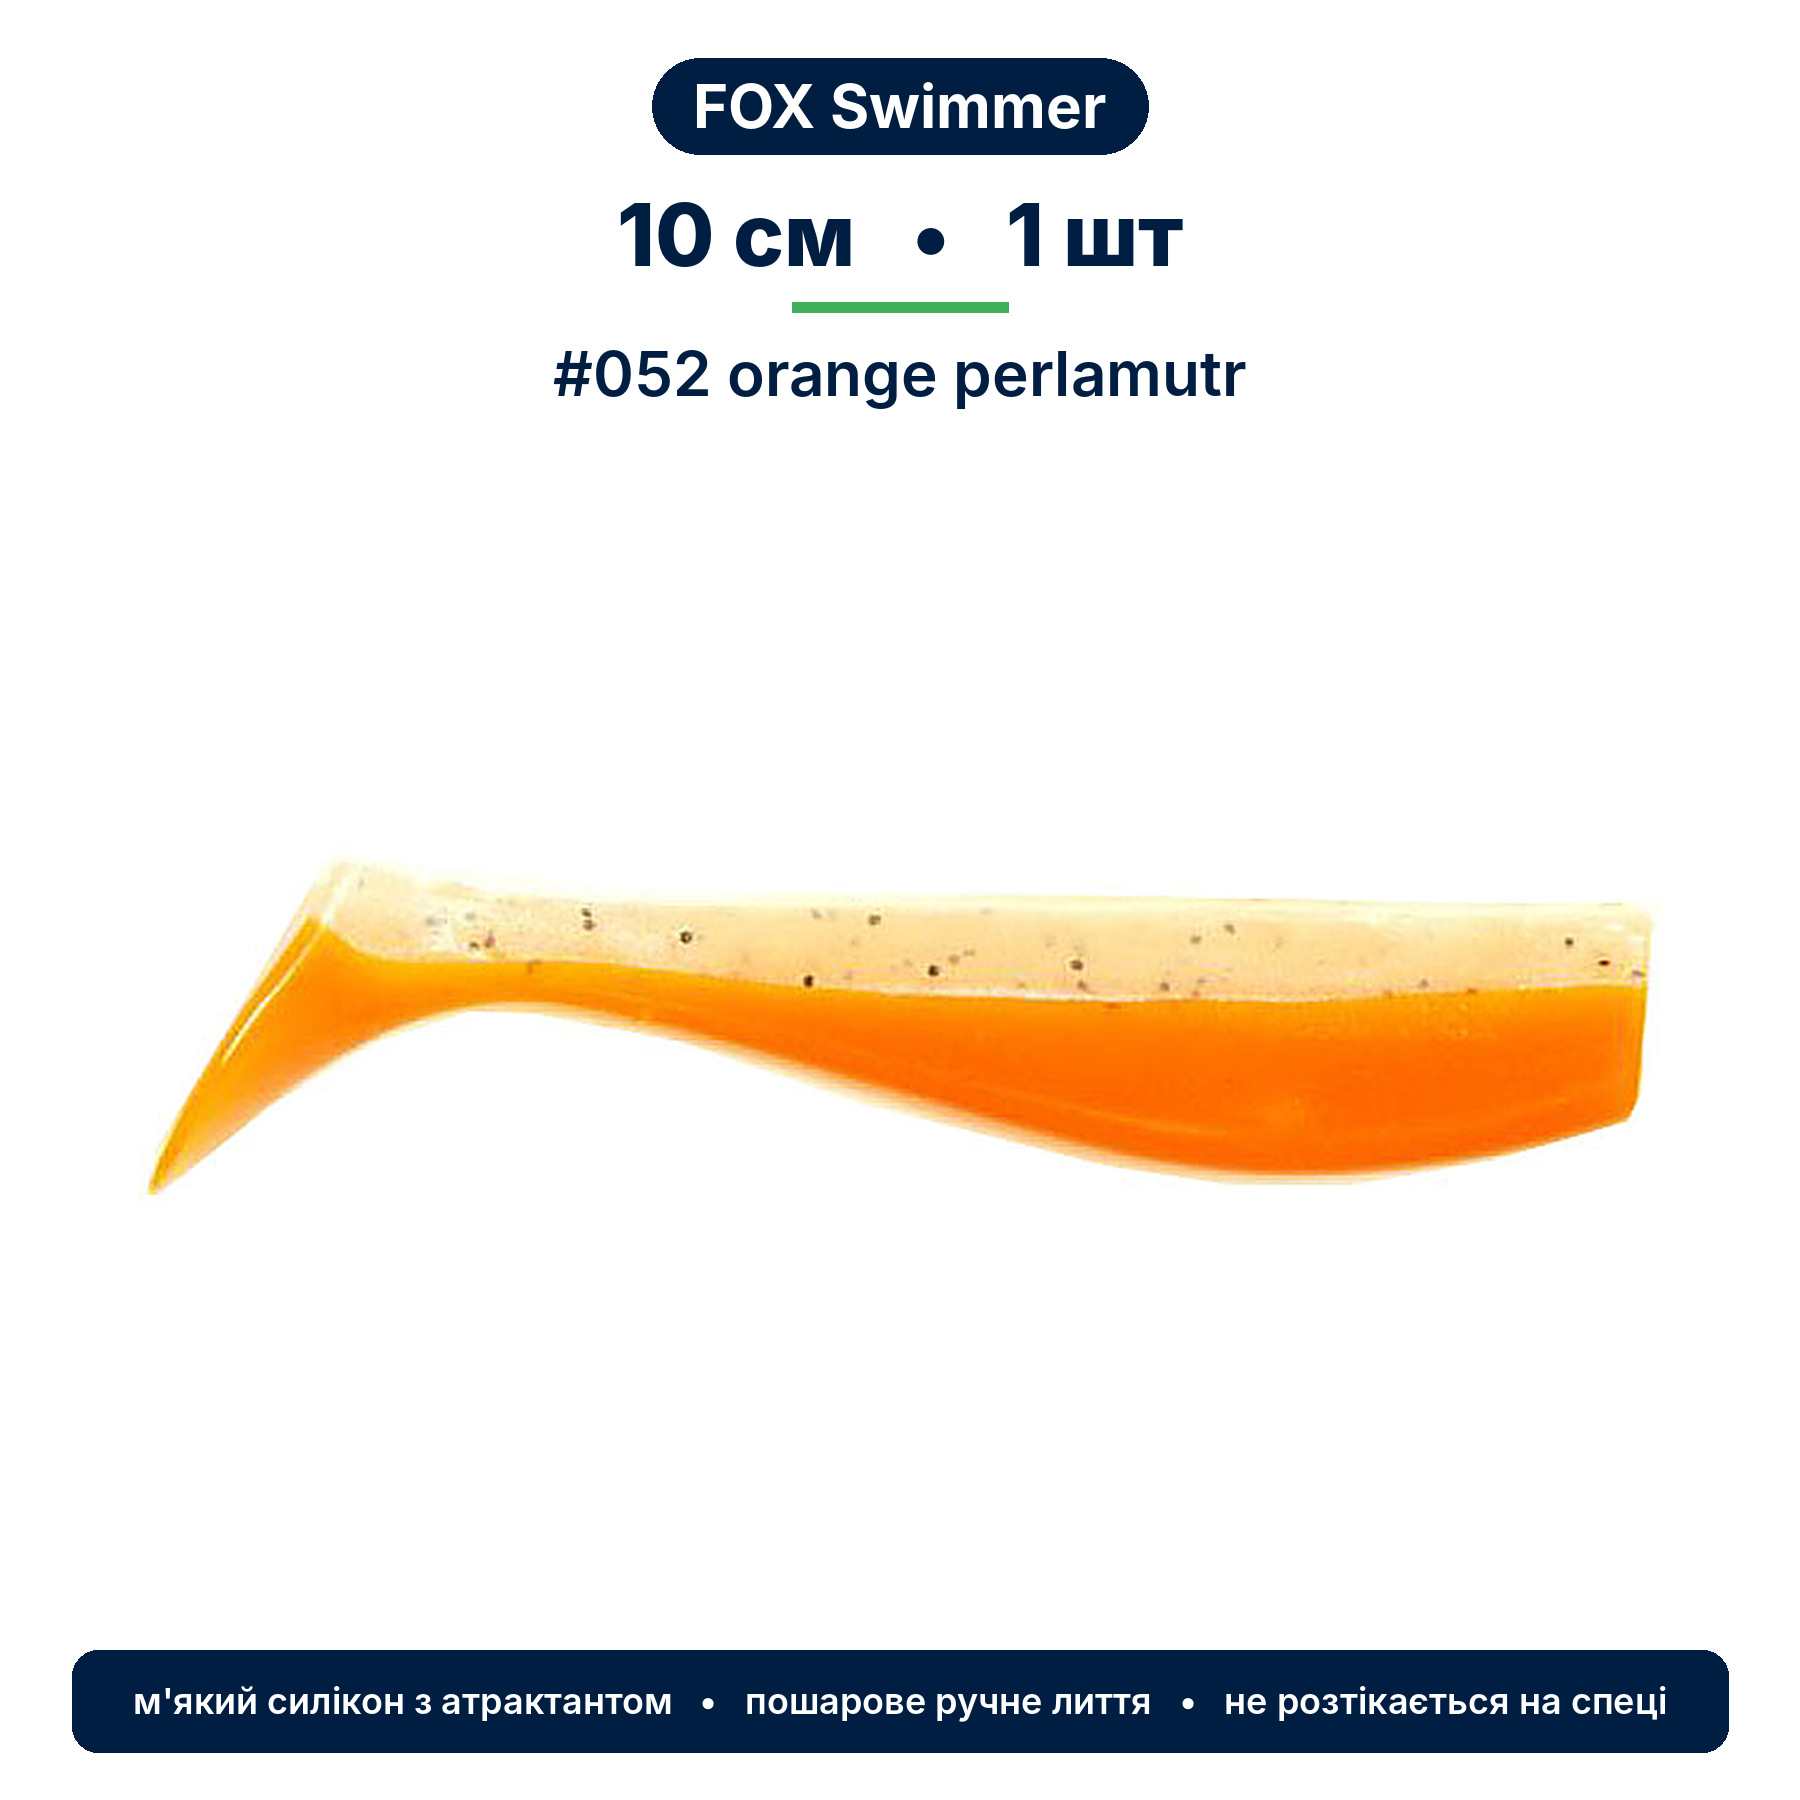 FOX Swimmer
10 см • 1 шт
#052 orange perlamutr
м'який силікон з атрактантом • пошарове ручне лиття • не розтікається на спеці